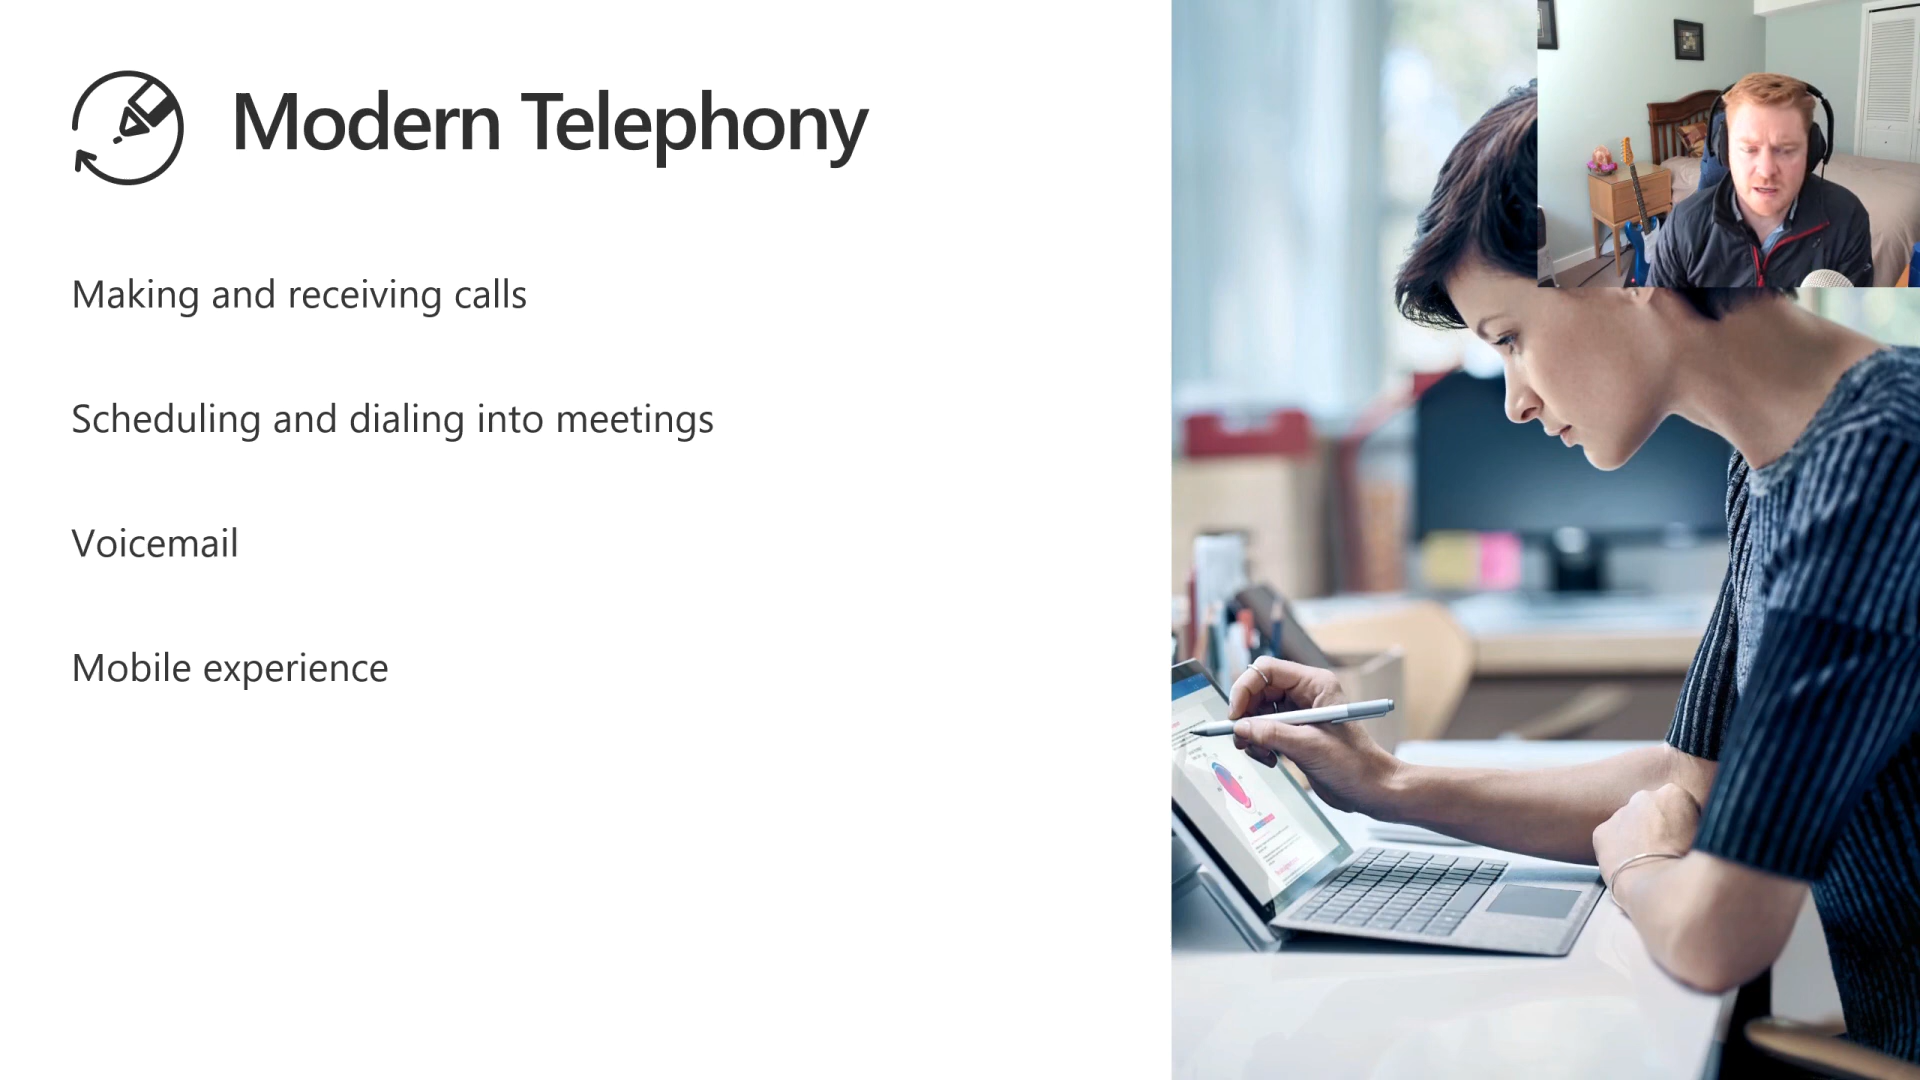 Modern Telephony
Making and receiving calls
Scheduling and dialing into meetings
Voicemail
Mobile experience